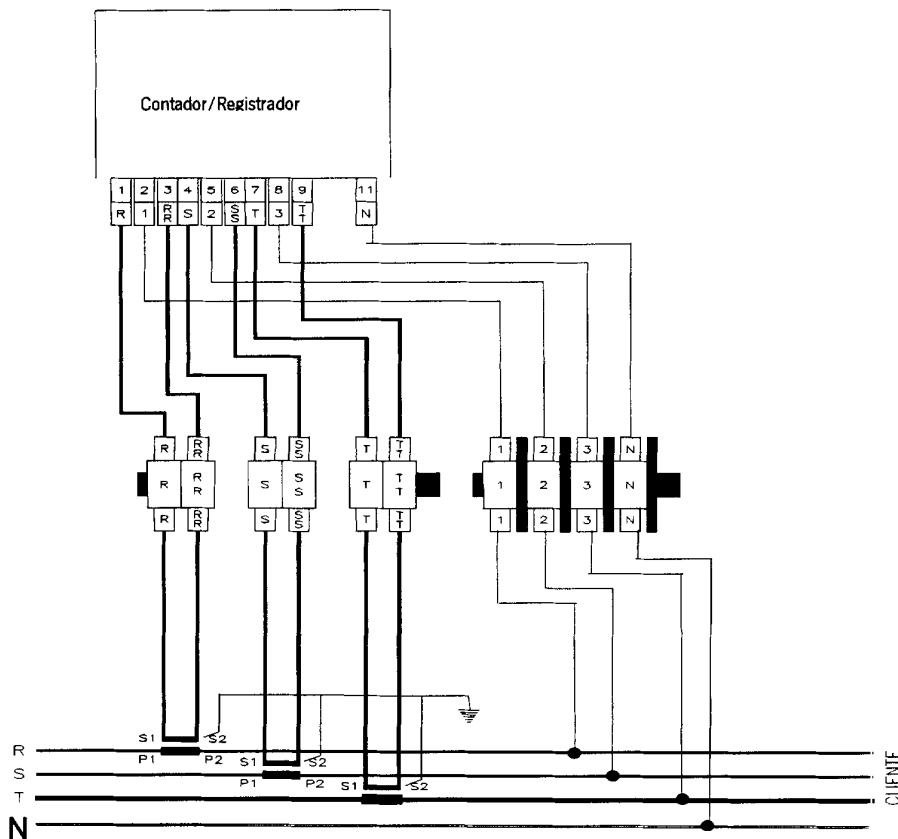 Contador/Registrador
1 2 3 4 5 6 7 8 9 11
R 1 RR S 2 SS T 3 TT N
R RR S SS T TT 1 2 3 N
R RR S SS T TT 1 2 3 N
R RR S SS T TT 1 2 3 N
S1 S2
R P1 P2
S1 S2
S P1 P2
S1 S2
T
N
CLIENTE